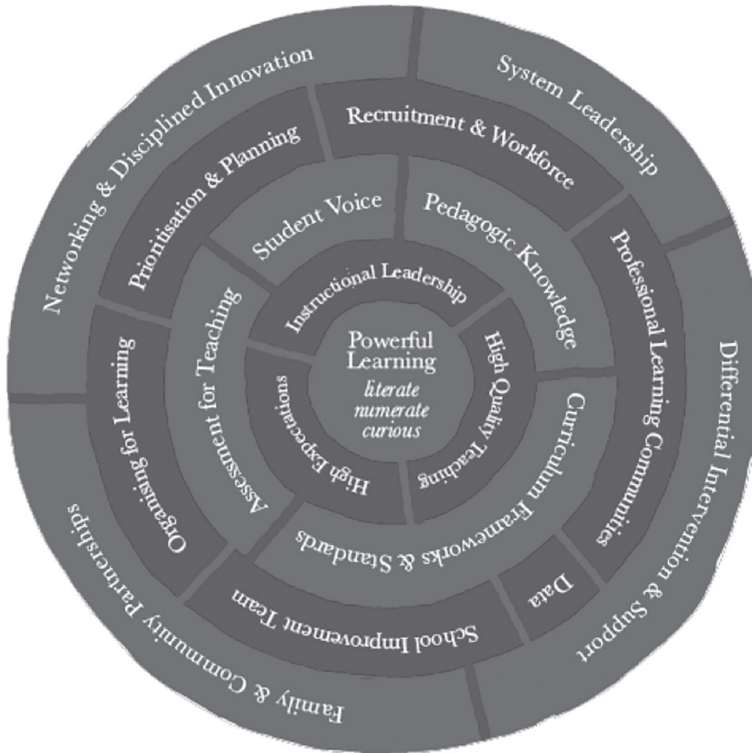 Networking & Disciplined Innovation
System Leadership
Differential Intervention & Support
Family & Community Partnerships
Prioritisation & Planning
Recruitment & Workforce
Professional Learning Communities
Data
School Improvement Team
Organising for Learning
Student Voice
Pedagogic Knowledge
Curriculum Frameworks & Standards
Assessment for Teaching
Instructional Leadership
High Quality Teaching
High Expectations
Powerful
Learning
literate
numerate
curious